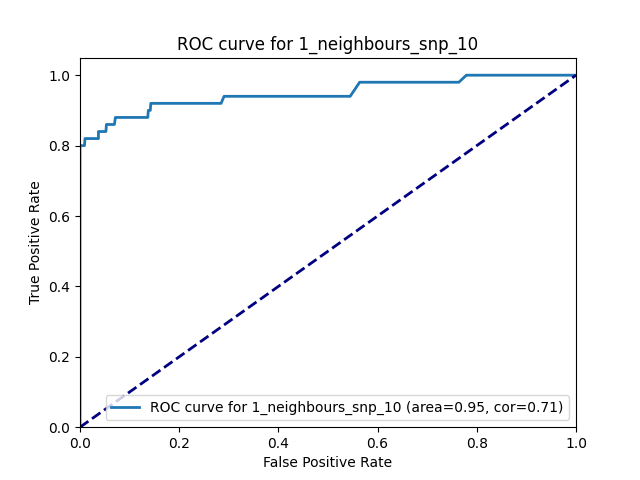 ROC curve for 1_neighbours_snp_10
1.0
0.8
0.6
0.4
0.2
0.0
True Positive Rate
ROC curve for 1_neighbours_snp_10 (area=0.95, cor=0.71)
0.0 0.2 0.4 0.6 0.8 1.0
False Positive Rate